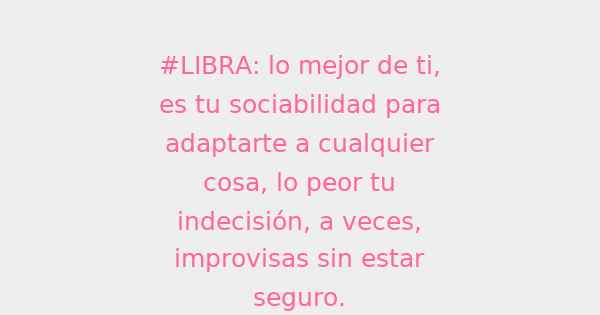 #LIBRA: lo mejor de ti,
es tu sociabilidad para
adaptarte a cualquier
cosa, lo peor tu
indecisión, a veces,
improvisas sin estar
seguro.